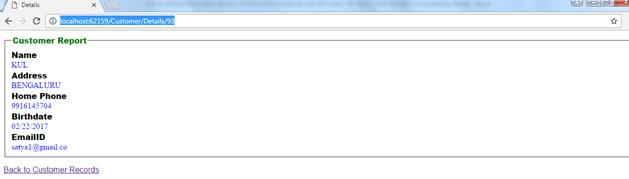 Details
localhost:62159/Customer/Details/93
Customer Report
Name
KUL
Address
BENGALURU
Home Phone
9916145704
Birthdate
02/22/2017
EmailID
satya1@gmail.co
Back to Customer Records